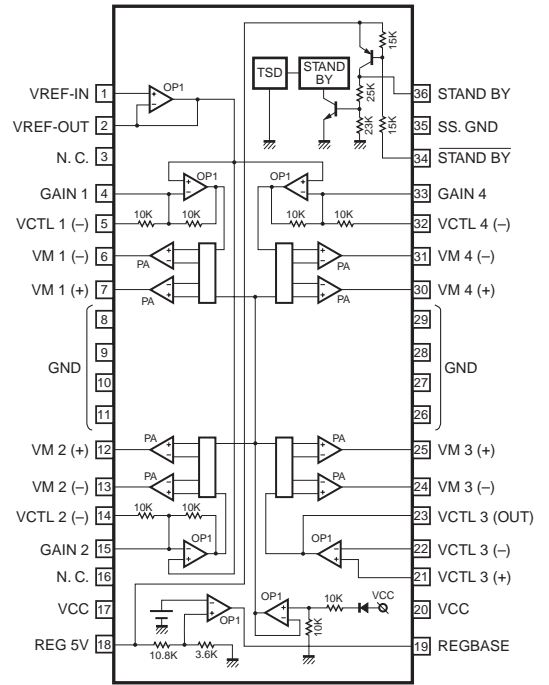 15K
TSD
STAND
BY
OP1
VREF-IN 1
36 STAND BY
25K
VREF-OUT 2
35 SS. GND
23K
15K
N. C. 3
34 STAND BY
OP1
OP1
GAIN 1 4
33 GAIN 4
10K
10K
10K
10K
VCTL 1 (–) 5
32 VCTL 4 (–)
VM 1 (–) 6
31 VM 4 (–)
PA
PA
VM 1 (+) 7
30 VM 4 (+)
PA
PA
8
29
9
28
GND
GND
10
27
11
26
PA
PA
VM 2 (+) 12
25 VM 3 (+)
PA
PA
VM 2 (–) 13
24 VM 3 (–)
10K
10K
VCTL 2 (–) 14
23 VCTL 3 (OUT)
OP1
OP1
GAIN 2 15
22 VCTL 3 (–)
N. C. 16
21 VCTL 3 (+)
OP1
10K
VCC
VCC 17
20 VCC
OP1
10K
REG 5V 18
19 REGBASE
10.8K
3.6K